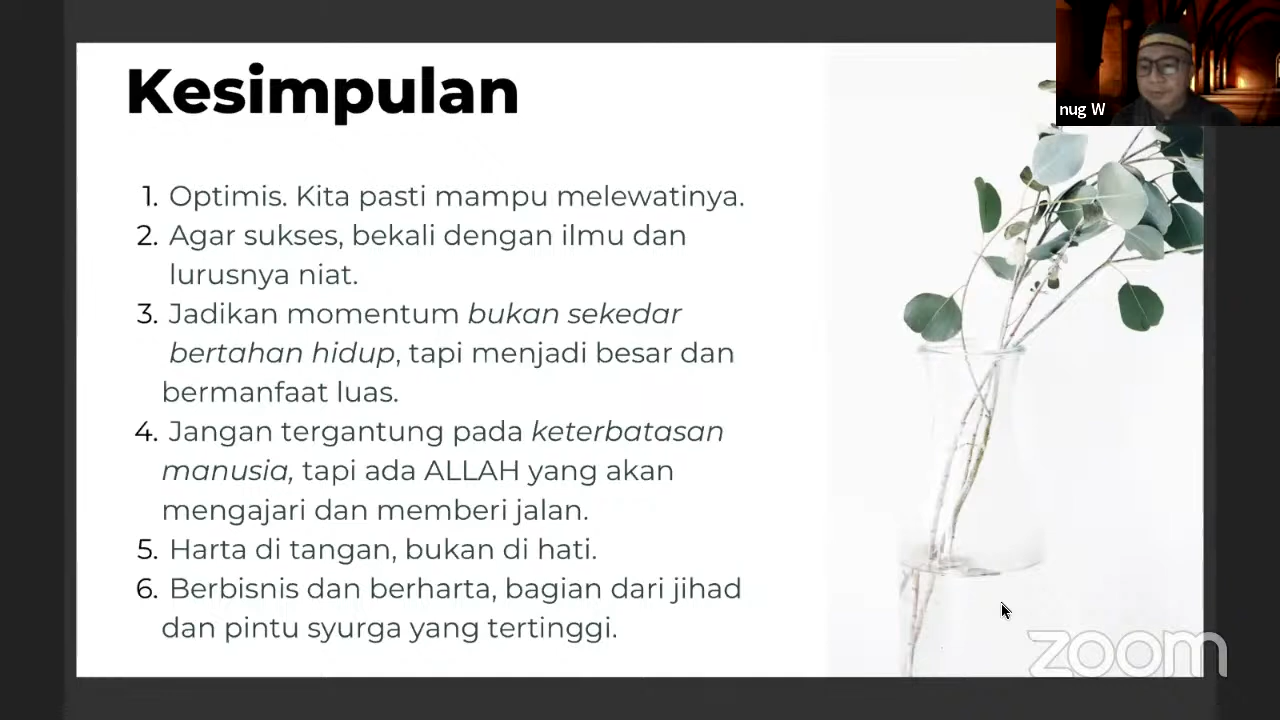 Kesimpulan
nug W
1. Optimis. Kita pasti mampu melewatinya.
2. Agar sukses, bekali dengan ilmu dan
lurusnya niat.
3. Jadikan momentum bukan sekedar
bertahan hidup, tapi menjadi besar dan
bermanfaat luas.
4. Jangan tergantung pada keterbatasan
manusia, tapi ada ALLAH yang akan
mengajari dan memberi jalan.
5. Harta di tangan, bukan di hati.
6. Berbisnis dan berharta, bagian dari jihad
dan pintu syurga yang tertinggi.
zoom